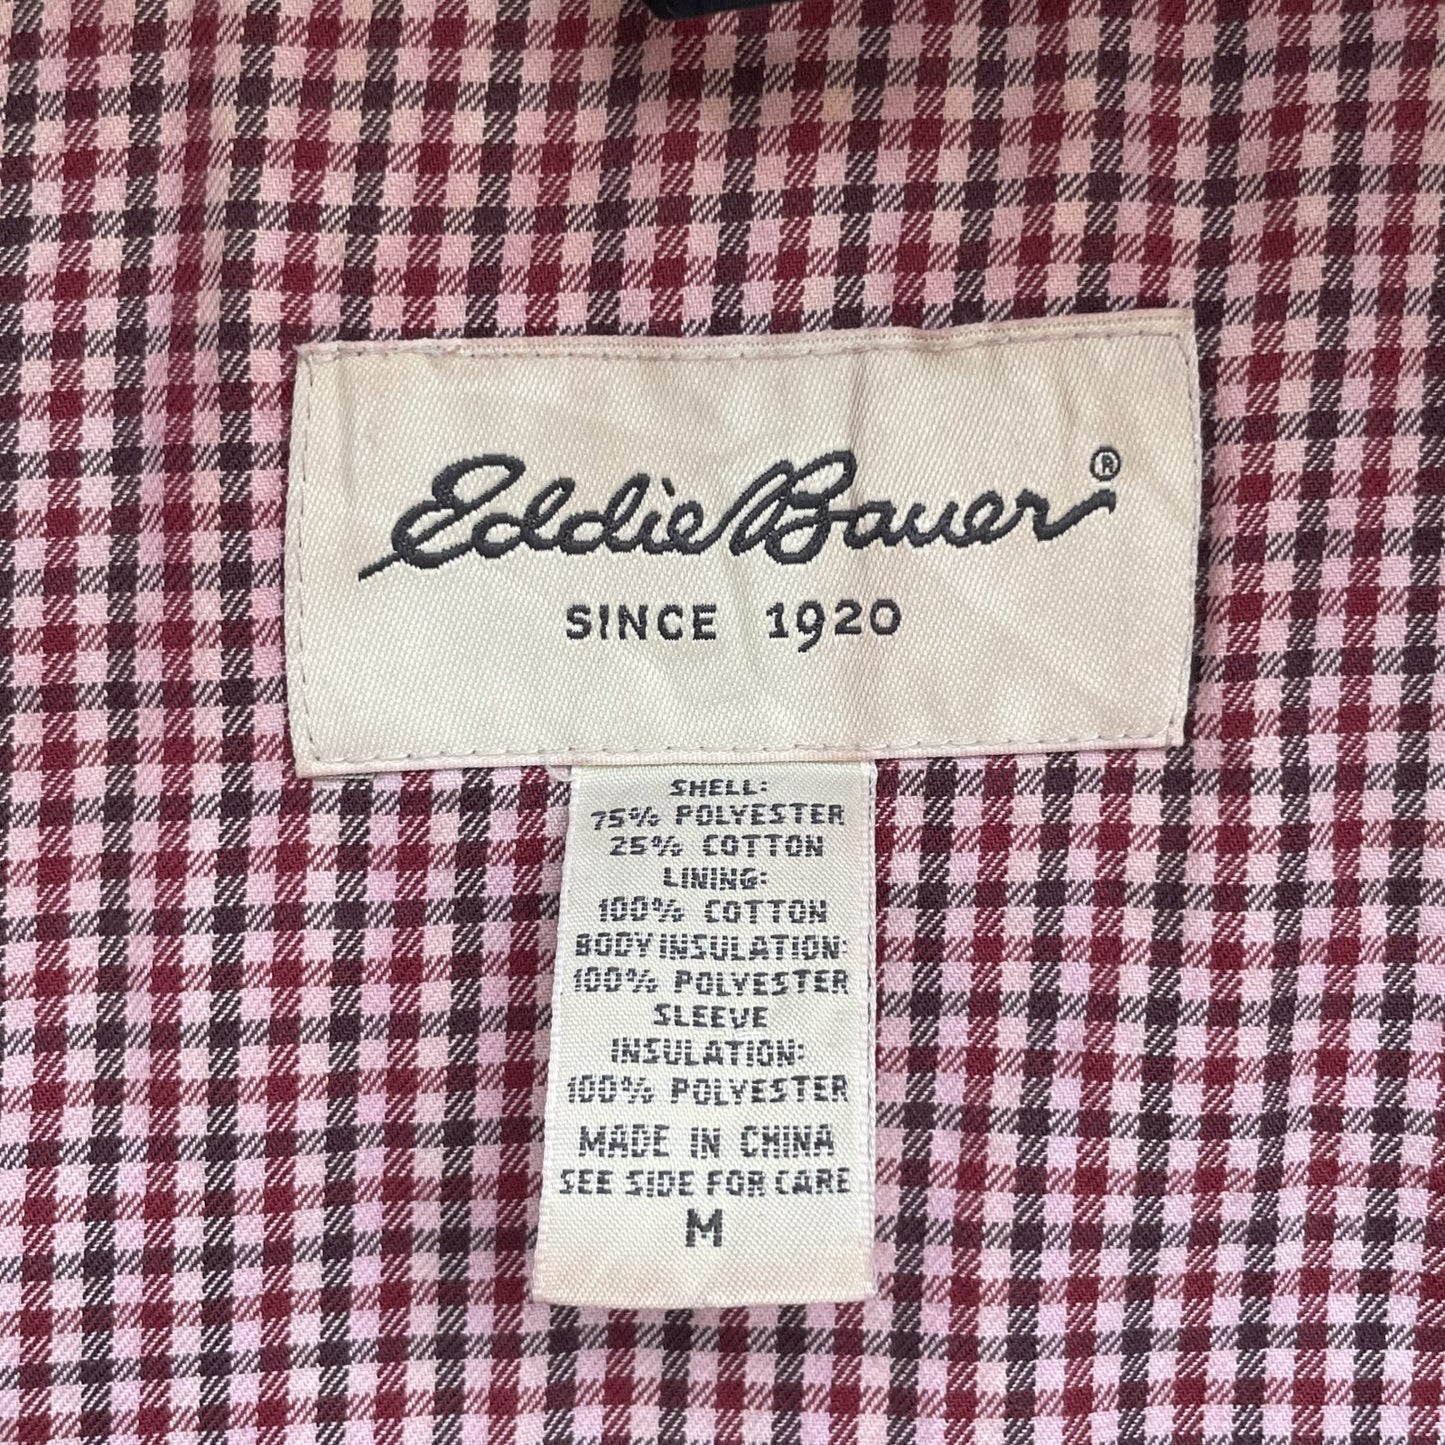 Eddie Bauer®
SINCE 1920
SHELL:
75% POLYESTER
25% COTTON
LINING:
100% COTTON
BODY INSULATION:
100% POLYESTER
SLEEVE
INSULATION:
100% POLYESTER
MADE IN CHINA
SEE SIDE FOR CARE
M